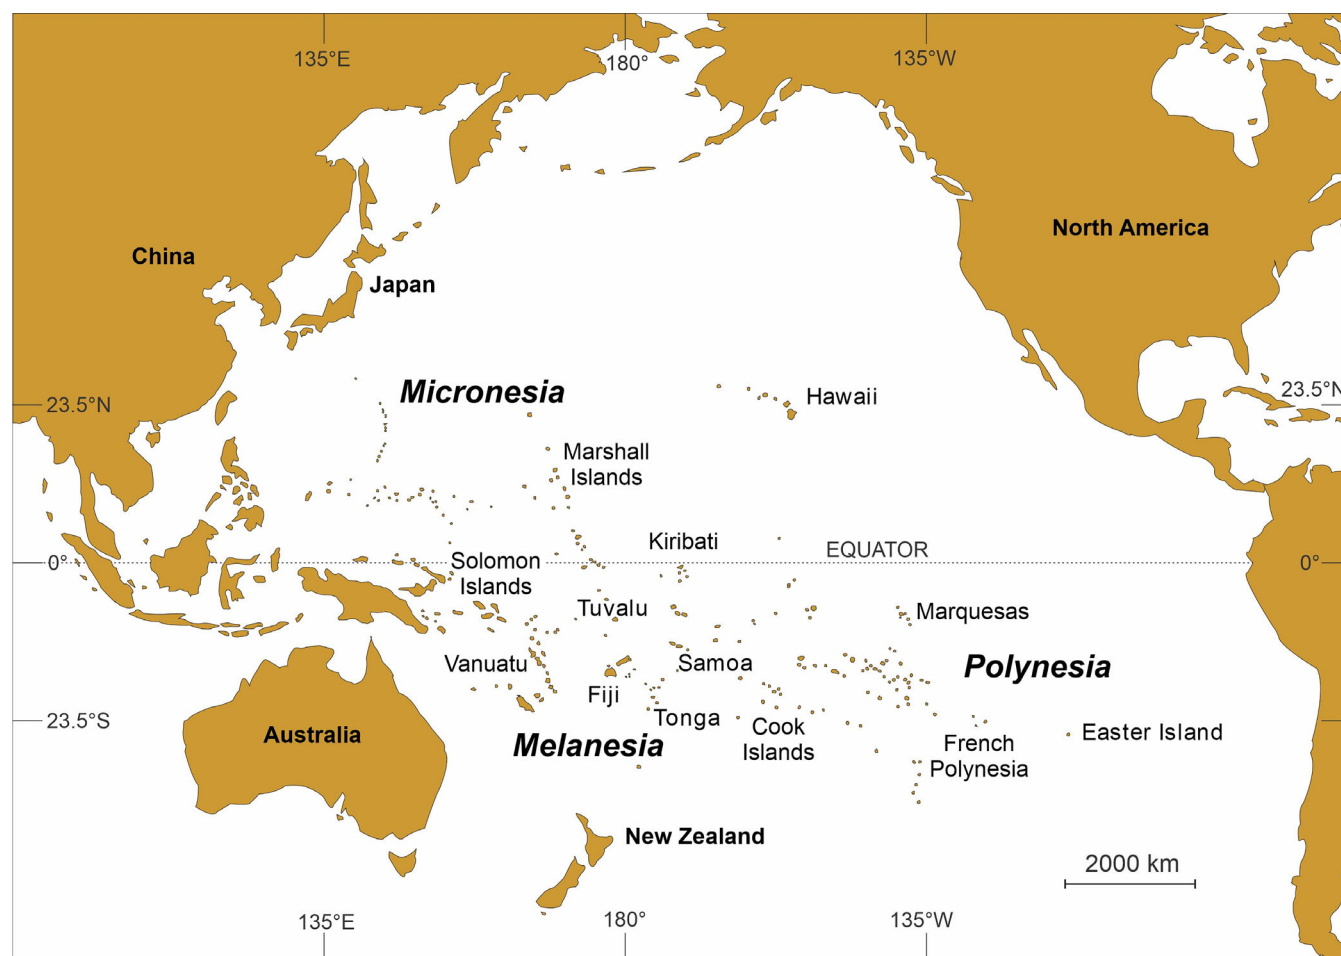 135°E
180°
135°W
North America
China
Japan
Micronesia
23.5°N
Hawaii
23.5°N
Marshall
Islands
Kiribati
EQUATOR
0°
Solomon
Islands
0°
Tuvalu
Marquesas
Vanuatu
Samoa
Polynesia
Fiji
Tonga
23.5°S
Australia
Melanesia
Cook
Islands
French
Polynesia
Easter Island
New Zealand
2000 km
135°E
180°
135°W